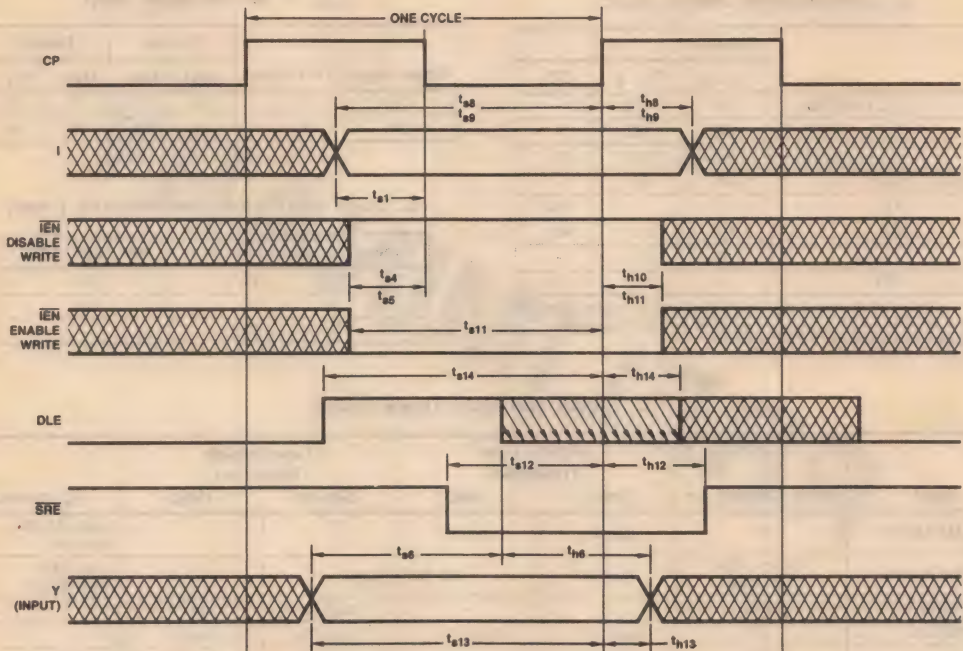 ONE CYCLE
CP
ts8
ts9
th8
th9
I
ts1
IEN
DISABLE
WRITE
ts4
ts5
th10
th11
IEN
ENABLE
WRITE
ts11
ts14
th14
DLE
ts12
th12
SRE
ts6
th6
Y
(INPUT)
ts13
th13